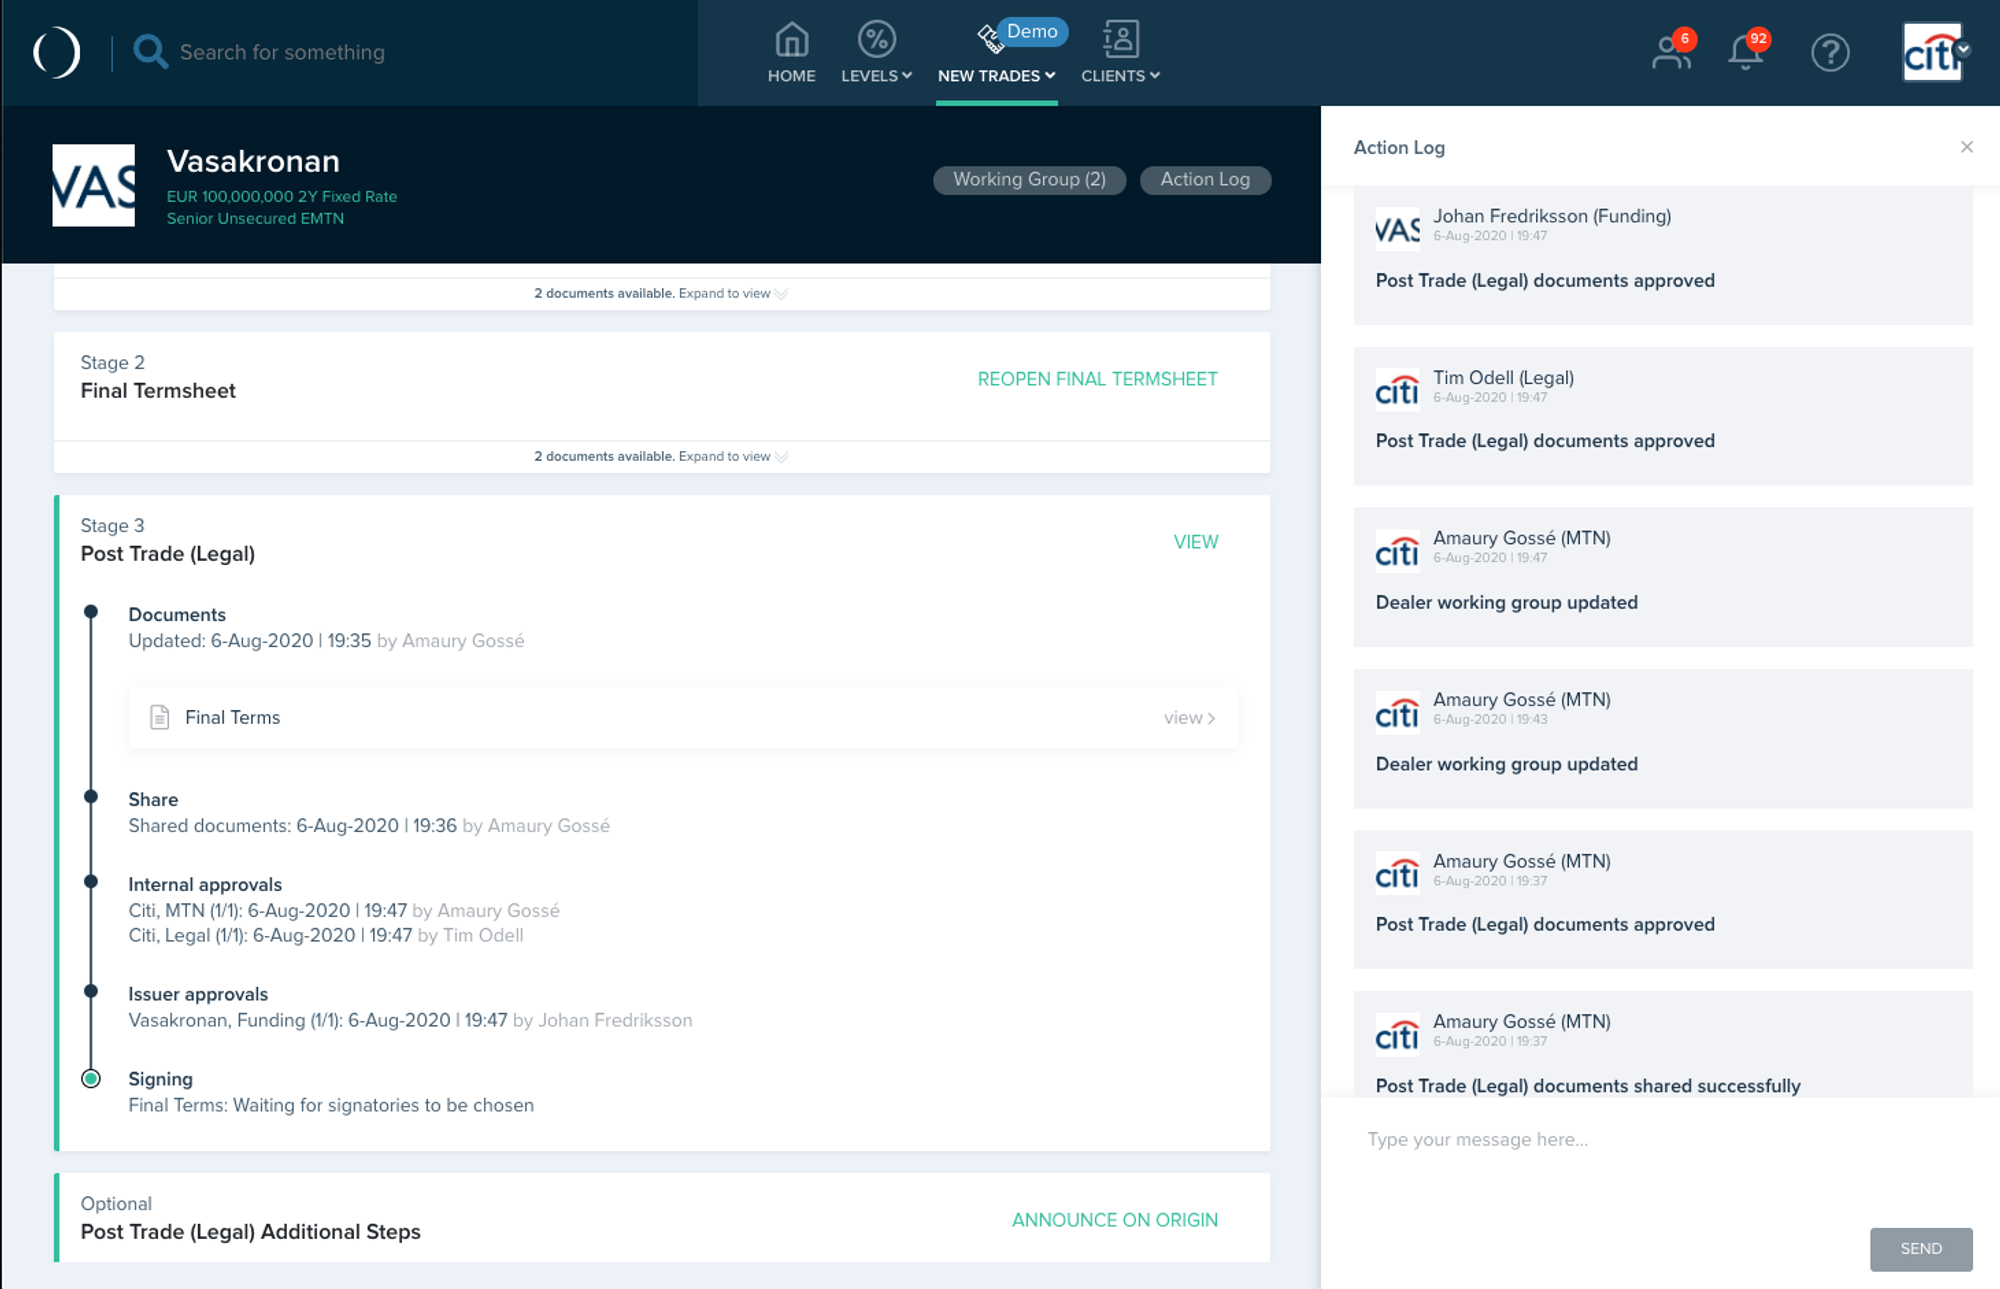 Search for something
HOME
LEVELS
NEW TRADES
Demo
CLIENTS
6
92
?
citi
VAS
Vasakronan
EUR 100,000,000 2Y Fixed Rate
Senior Unsecured EMTN
Working Group (2)
Action Log
2 documents available. Expand to view
Stage 2
Final Termsheet
REOPEN FINAL TERMSHEET
2 documents available. Expand to view
Stage 3
Post Trade (Legal)
VIEW
Documents
Updated: 6-Aug-2020 | 19:35 by Amaury Gossé
Final Terms
view >
Share
Shared documents: 6-Aug-2020 | 19:36 by Amaury Gossé
Internal approvals
Citi, MTN (1/1): 6-Aug-2020 | 19:47 by Amaury Gossé
Citi, Legal (1/1): 6-Aug-2020 | 19:47 by Tim Odell
Issuer approvals
Vasakronan, Funding (1/1): 6-Aug-2020 | 19:47 by Johan Fredriksson
Signing
Final Terms: Waiting for signatories to be chosen
Optional
Post Trade (Legal) Additional Steps
ANNOUNCE ON ORIGIN
Action Log
VAS
Johan Fredriksson (Funding)
6-Aug-2020 | 19:47
Post Trade (Legal) documents approved
citi
Tim Odell (Legal)
6-Aug-2020 | 19:47
Post Trade (Legal) documents approved
citi
Amaury Gossé (MTN)
6-Aug-2020 | 19:47
Dealer working group updated
citi
Amaury Gossé (MTN)
6-Aug-2020 | 19:43
Dealer working group updated
citi
Amaury Gossé (MTN)
6-Aug-2020 | 19:37
Post Trade (Legal) documents approved
citi
Amaury Gossé (MTN)
6-Aug-2020 | 19:37
Post Trade (Legal) documents shared successfully
Type your message here...
SEND